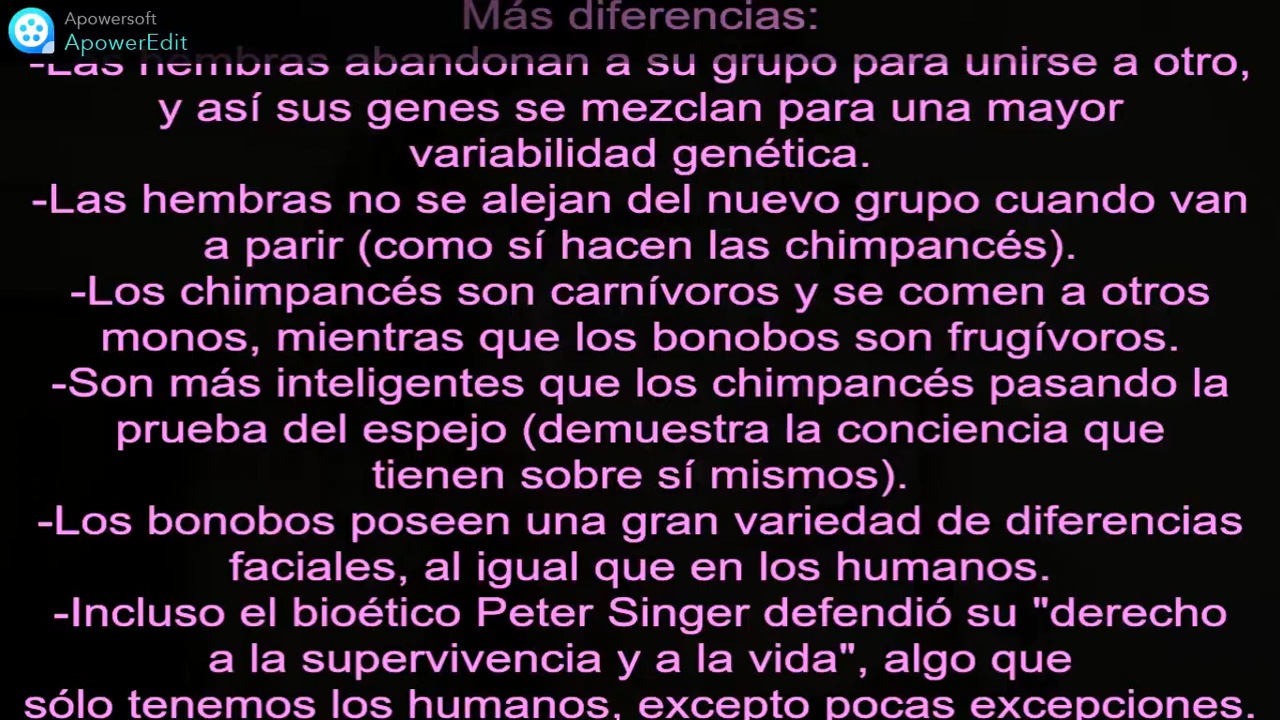 Apowersoft
ApowerEdit
Más diferencias:
-Las hembras abandonan a su grupo para unirse a otro,
y así sus genes se mezclan para una mayor
variabilidad genética.
-Las hembras no se alejan del nuevo grupo cuando van
a parir (como sí hacen las chimpancés).
-Los chimpancés son carnívoros y se comen a otros
monos, mientras que los bonobos son frugívoros.
-Son más inteligentes que los chimpancés pasando la
prueba del espejo (demuestra la conciencia que
tienen sobre sí mismos).
-Los bonobos poseen una gran variedad de diferencias
faciales, al igual que en los humanos.
-Incluso el bioético Peter Singer defendió su "derecho
a la supervivencia y a la vida", algo que
sólo tenemos los humanos, excepto pocas excepciones.